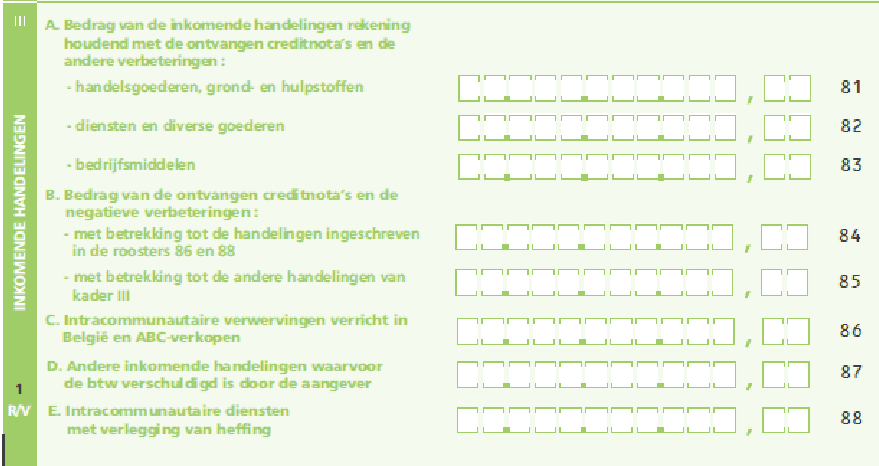 III
INKOMENDE HANDELINGEN
1
R/V
A. Bedrag van de inkomende handelingen rekening
houdend met de ontvangen creditnota's en de
andere verbeteringen :
- handelsgoederen, grond- en hulpstoffen , 81
- diensten en diverse goederen , 82
- bedrijfsmiddelen , 83
B. Bedrag van de ontvangen creditnota's en de
negatieve verbeteringen :
- met betrekking tot de handelingen ingeschreven
in de roosters 86 en 88 , 84
- met betrekking tot de andere handelingen van
kader III , 85
C. Intracommunautaire verwervingen verricht in
België en ABC-verkopen , 86
D. Andere inkomende handelingen waarvoor
de btw verschuldigd is door de aangever , 87
E. Intracommunautaire diensten
met verlegging van heffing , 88